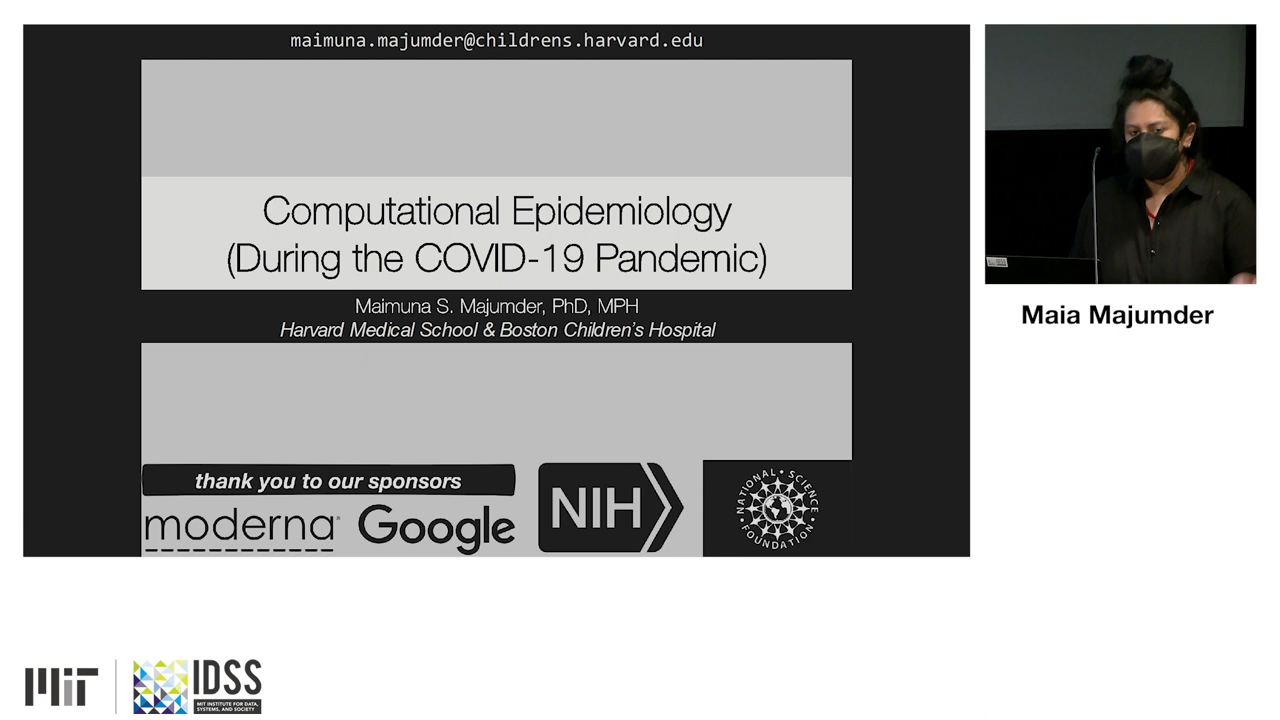 maimuna.majumder@childrens.harvard.edu
Computational Epidemiology
(During the COVID-19 Pandemic)
Maimuna S. Majumder, PhD, MPH
Harvard Medical School & Boston Children's Hospital
thank you to our sponsors
moderna
Google
NIH
NATIONAL • SCIENCE • FOUNDATION •
Maia Majumder
MIT
IDSS
MIT INSTITUTE FOR DATA,
SYSTEMS, AND SOCIETY